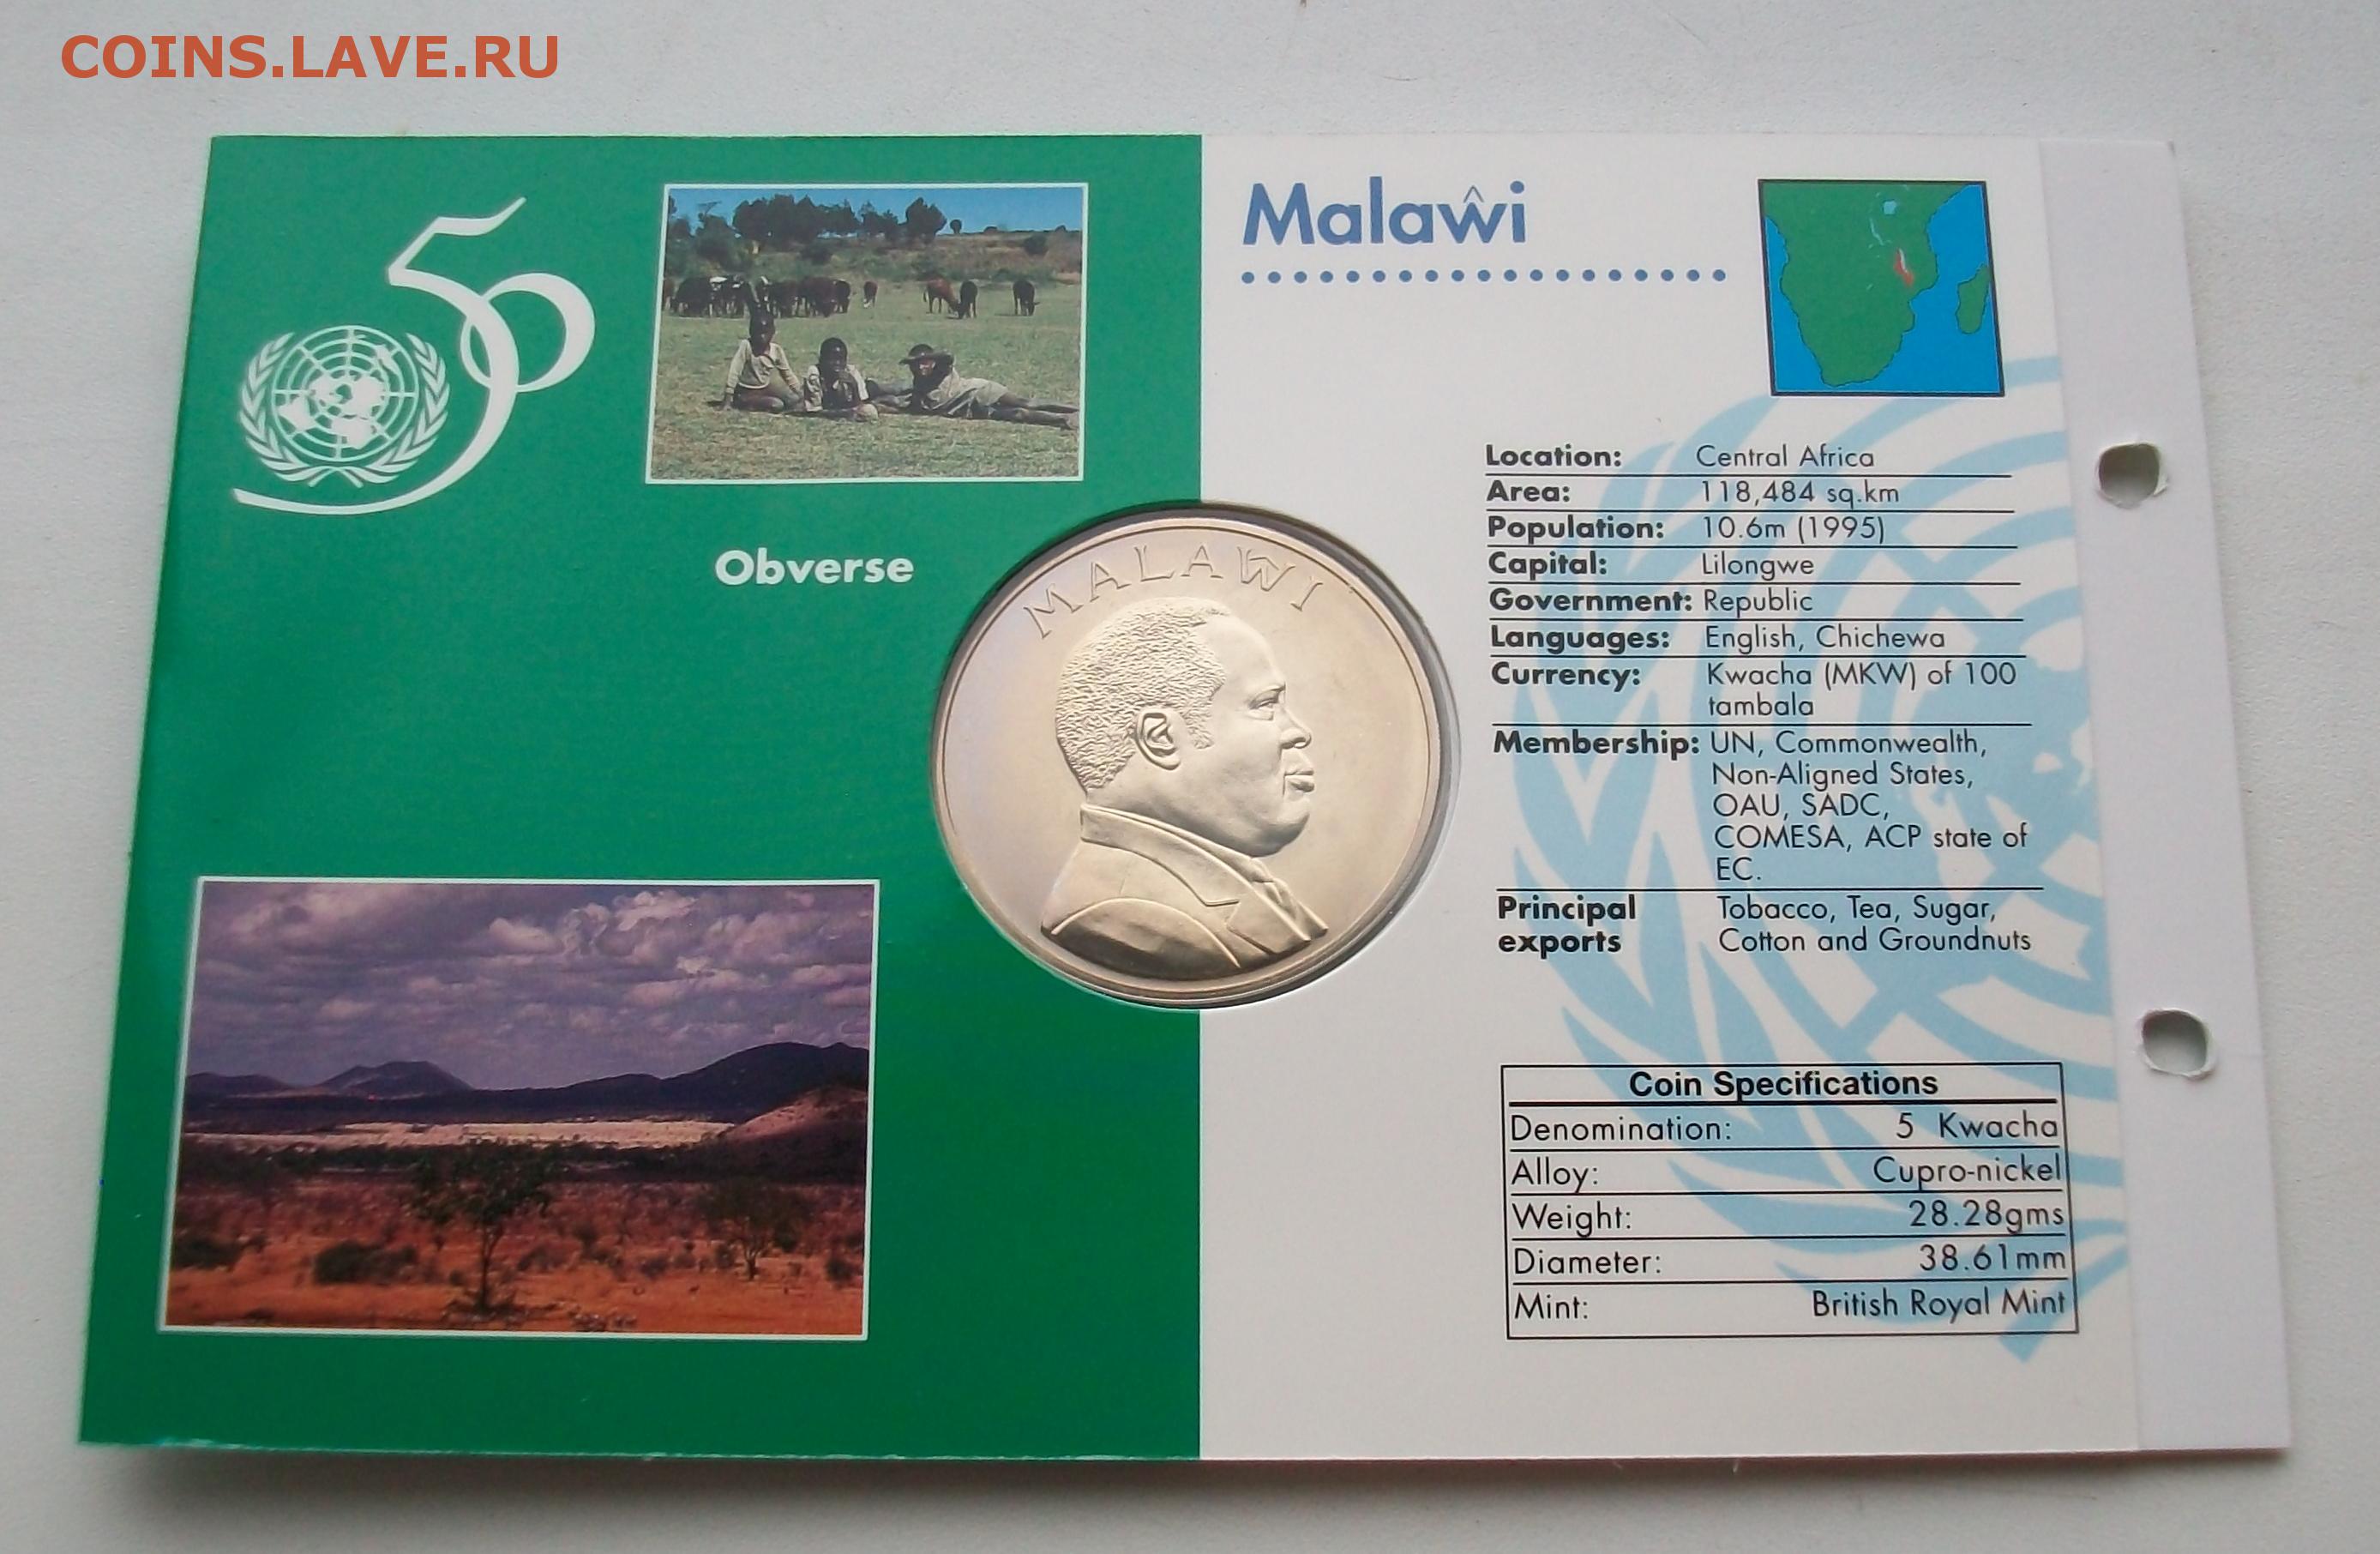 COINS.LAVE.RU
50
Obverse
MALAŴI
Malaŵi
Location: Central Africa
Area: 118,484 sq.km
Population: 10.6m (1995)
Capital: Lilongwe
Government: Republic
Languages: English, Chichewa
Currency: Kwacha (MKW) of 100
tambala
Membership: UN, Commonwealth,
Non-Aligned States,
OAU, SADC,
COMESA, ACP state of
EC.
Principal Tobacco, Tea, Sugar,
exports Cotton and Groundnuts
Coin Specifications
Denomination: 5 Kwacha
Alloy: Cupro-nickel
Weight: 28.28gms
Diameter: 38.61mm
Mint: British Royal Mint